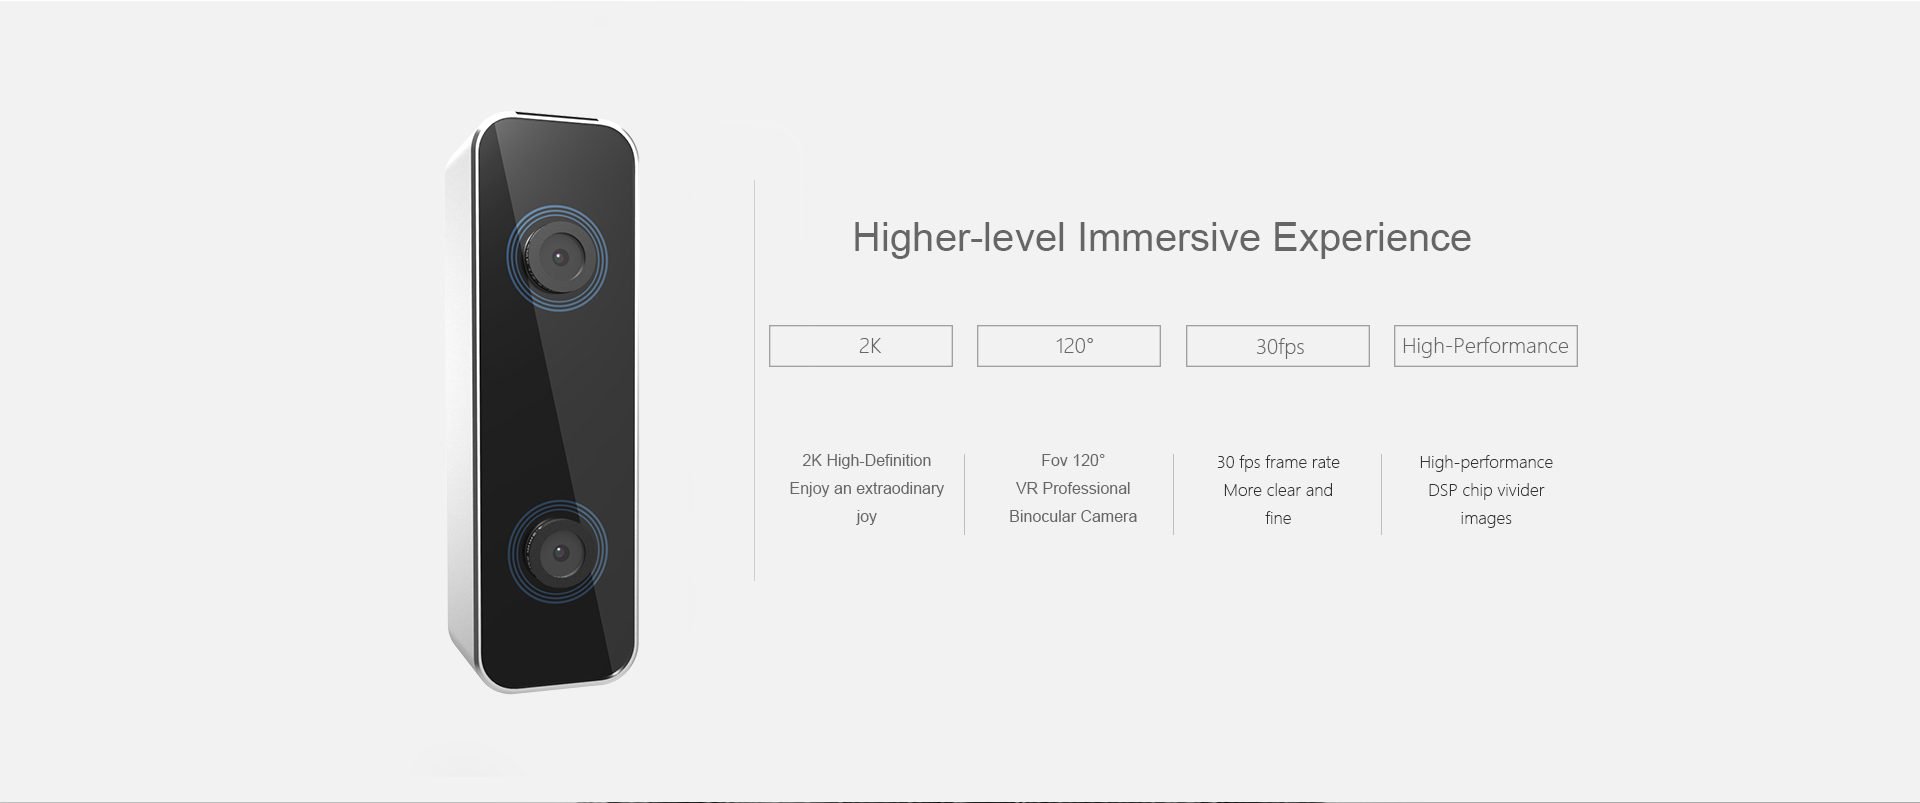 Higher-level Immersive Experience
2K
120°
30fps
High-Performance
2K High-Definition
Enjoy an extraodinary
joy
Fov 120°
VR Professional
Binocular Camera
30 fps frame rate
More clear and
fine
High-performance
DSP chip vivider
images